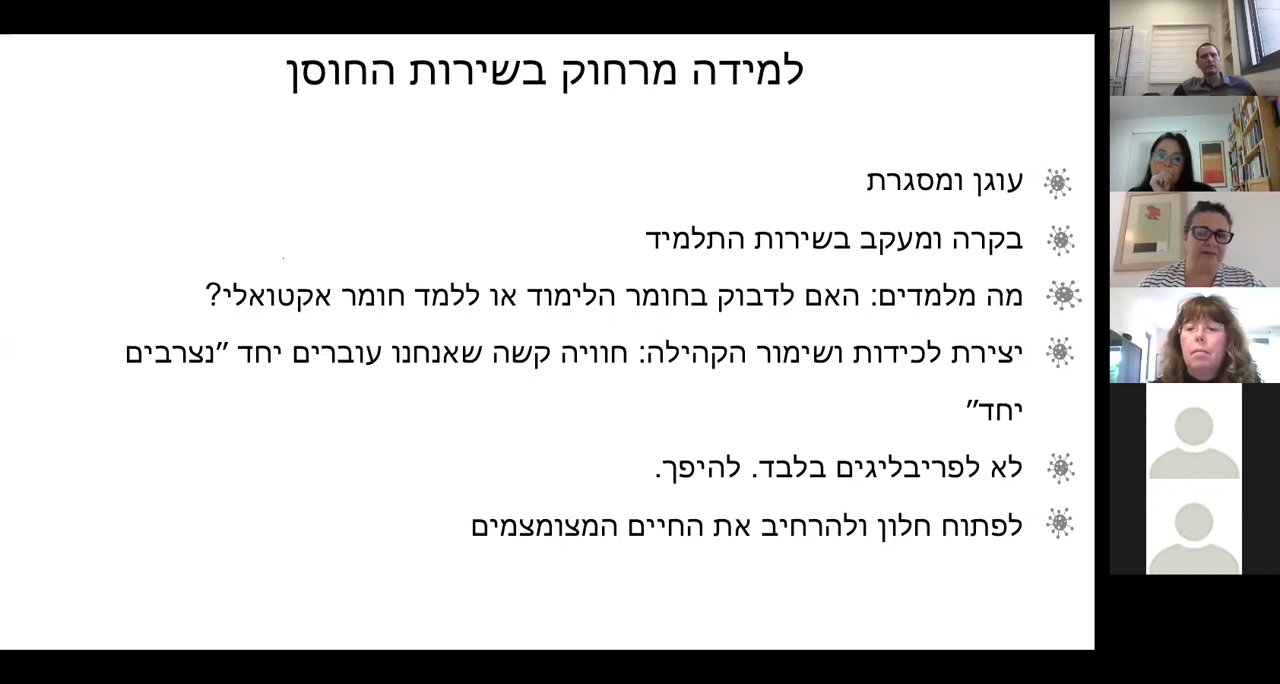 למידה מרחוק בשירות החוסן
עוגן ומסגרת
בקרה ומעקב בשירות התלמיד
מה מלמדים: האם לדבוק בחומר הלימוד או ללמד חומר אקטואלי?
יצירת לכידות ושימור הקהילה: חוויה קשה שאנחנו עוברים יחד "נצרבים
יחד"
לא לפריבליגים בלבד. להיפך.
לפתוח חלון ולהרחיב את החיים המצומצמים